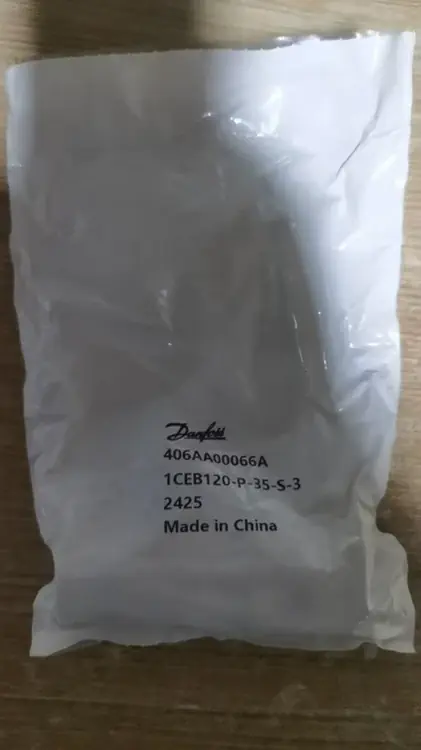 Danfoss
406AA00066A
1CEB120-P-35-S-3
2425
Made in China